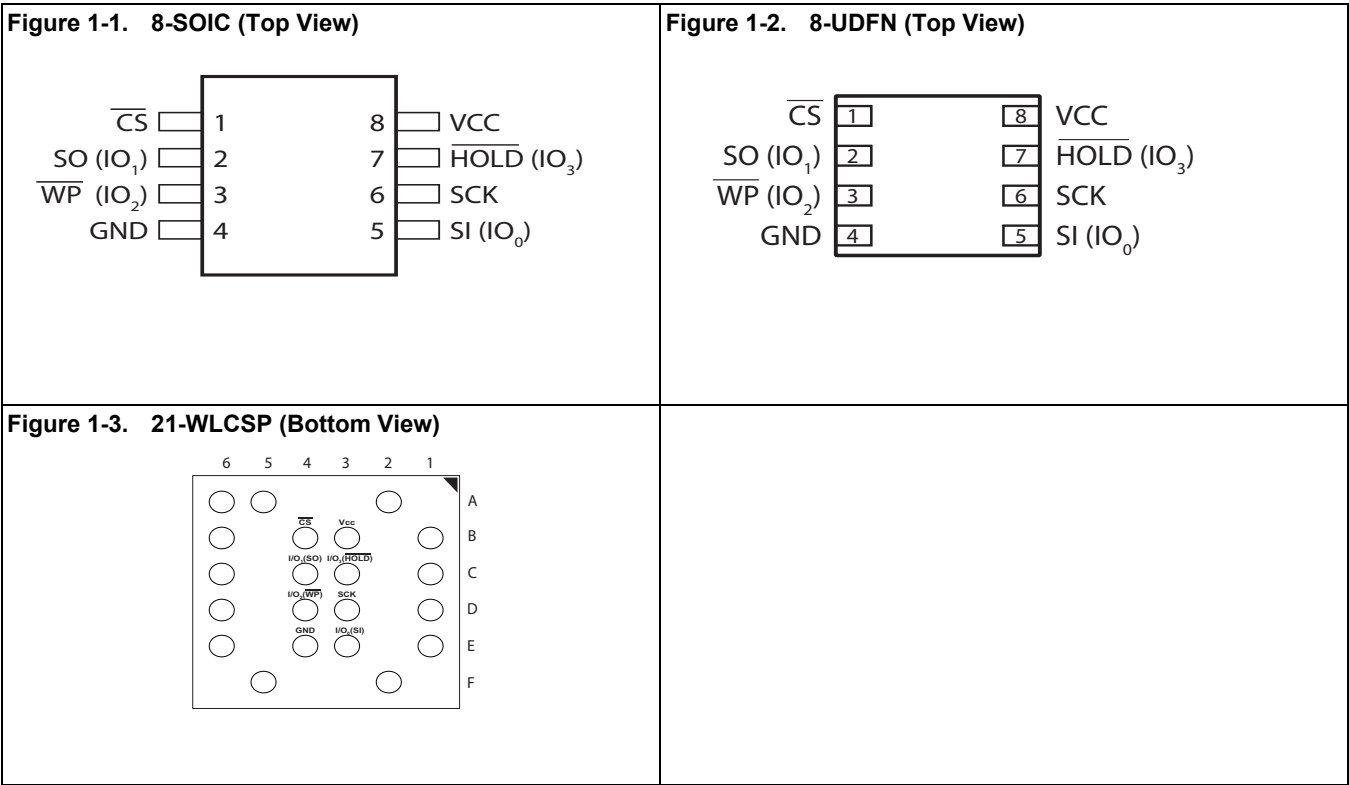 Figure 1-1. 8-SOIC (Top View)
CS 1 8 VCC
SO (IO1) 2 7 HOLD (IO3)
WP (IO2) 3 6 SCK
GND 4 5 SI (IO0)
Figure 1-2. 8-UDFN (Top View)
CS 1 8 VCC
SO (IO1) 2 7 HOLD (IO3)
WP (IO2) 3 6 SCK
GND 4 5 SI (IO0)
Figure 1-3. 21-WLCSP (Bottom View)
6 5 4 3 2 1
A
CS Vcc
B
I/O1(SO) I/O3(HOLD)
C
I/O2(WP) SCK
D
GND I/O0(SI)
E
F